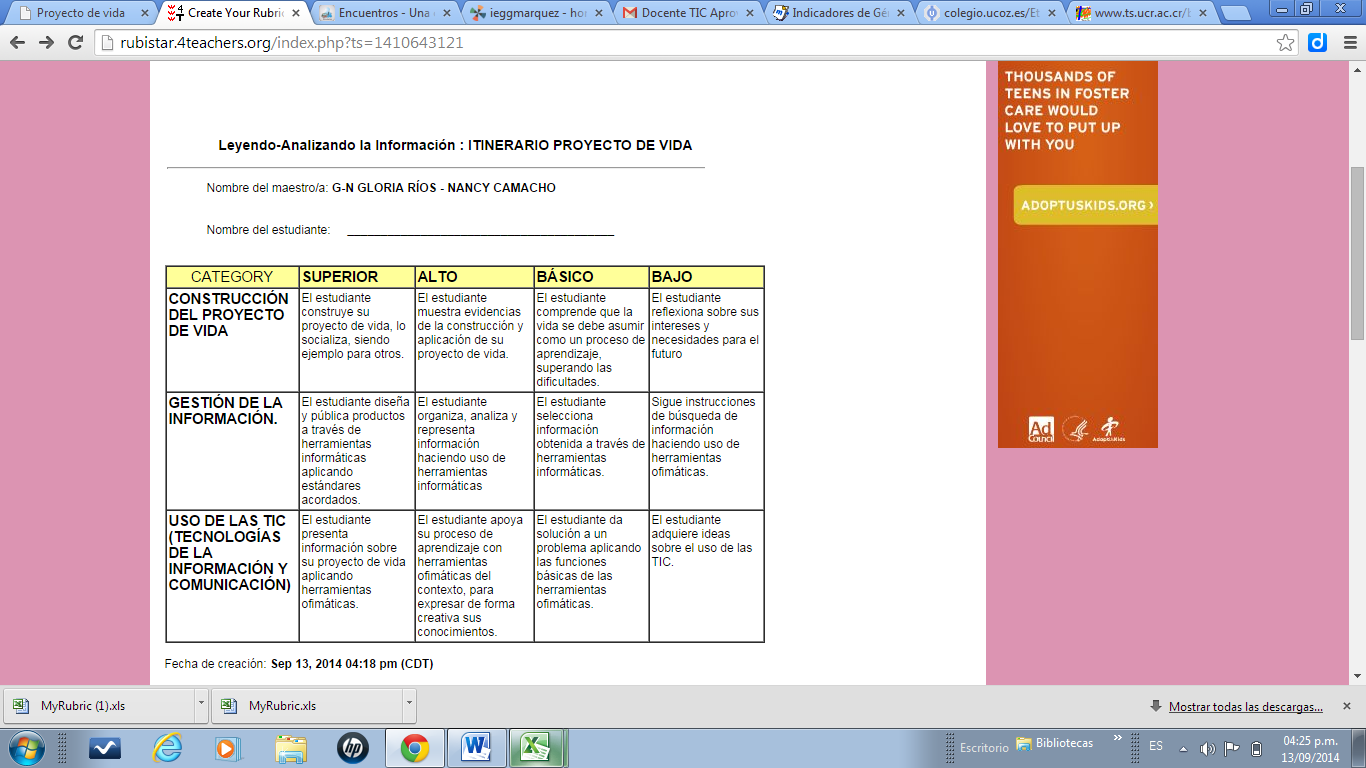 Proyecto de vida
Create Your Rubri
Encuentros - Una
ieggmarquez - ho
Docente TIC Apro
Indicadores de Gé
colegio.ucoz.es/E
www.ts.ucr.ac.cr/
rubistar.4teachers.org/index.php?ts=1410643121
THOUSANDS OF
TEENS IN FOSTER
CARE WOULD
LOVE TO PUT UP
WITH YOU
ADOPTUSKIDS.ORG ›
Ad
Council
AdoptUsKids
Leyendo-Analizando la Información : ITINERARIO PROYECTO DE VIDA
Nombre del maestro/a: G-N GLORIA RÍOS - NANCY CAMACHO
Nombre del estudiante: ________________________________________
CATEGORY SUPERIOR ALTO BÁSICO BAJO
CONSTRUCCIÓN
DEL PROYECTO
DE VIDA
El estudiante
construye su
proyecto de vida, lo
socializa, siendo
ejemplo para otros.
El estudiante
muestra evidencias
de la construcción y
aplicación de su
proyecto de vida.
El estudiante
comprende que la
vida se debe asumir
como un proceso de
aprendizaje,
superando las
dificultades.
El estudiante
reflexiona sobre sus
intereses y
necesidades para el
futuro
GESTIÓN DE LA
INFORMACIÓN.
El estudiante diseña
y pública productos
a través de
herramientas
informáticas
aplicando
estándares
acordados.
El estudiante
organiza, analiza y
representa
información
haciendo uso de
herramientas
informáticas
El estudiante
selecciona
información
obtenida a través de
herramientas
informáticas.
Sigue instrucciones
de búsqueda de
información
haciendo uso de
herramientas
ofimáticas.
USO DE LAS TIC
(TECNOLOGÍAS
DE LA
INFORMACIÓN Y
COMUNICACIÓN)
El estudiante
presenta
información sobre
su proyecto de vida
aplicando
herramientas
ofimáticas.
El estudiante apoya
su proceso de
aprendizaje con
herramientas
ofimáticas del
contexto, para
expresar de forma
creativa sus
conocimientos.
El estudiante da
solución a un
problema aplicando
las funciones
básicas de las
herramientas
ofimáticas.
El estudiante
adquiere ideas
sobre el uso de las
TIC.
Fecha de creación: Sep 13, 2014 04:18 pm (CDT)
MyRubric (1).xls
MyRubric.xls
Mostrar todas las descargas...
Escritorio
Bibliotecas
ES
04:25 p.m.
13/09/2014